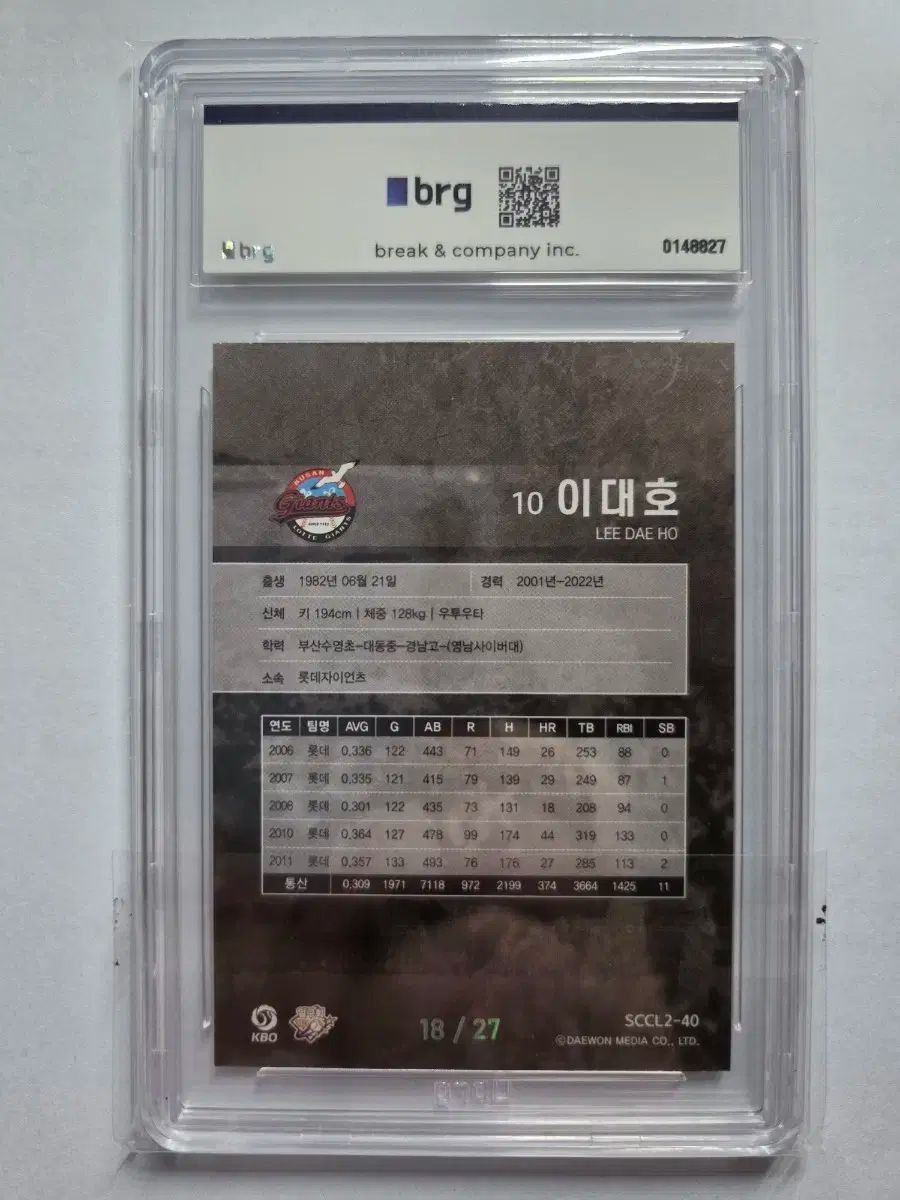 brg
brg
break & company inc.
0148827
BUSAN
Giants
SINCE 1982
LOTTE GIANTS
10 이대호
LEE DAE HO
출생 1982년 06월 21일 경력 2001년-2022년
신체 키 194cm | 체중 128kg | 우투우타
학력 부산수영초-대동중-경남고-(영남사이버대)
소속 롯데자이언츠
연도 팀명 AVG G AB R H HR TB RBI SB
2006 롯데 0.336 122 443 71 149 26 253 88 0
2007 롯데 0.335 121 415 79 139 29 249 87 1
2008 롯데 0.301 122 435 73 131 18 208 94 0
2010 롯데 0.364 127 478 99 174 44 319 133 0
2011 롯데 0.357 133 493 76 176 27 285 113 2
통산 0.309 1971 7118 972 2199 374 3664 1425 11
KBO
18 / 27
SCCL2-40
©DAEWON MEDIA CO., LTD.